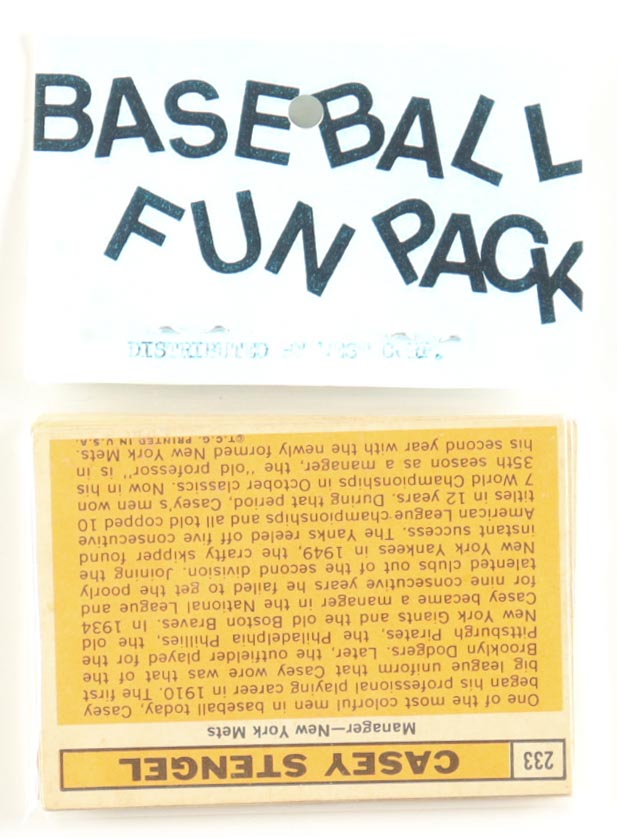 BASEBALL
FUN PACK
DISTRIBUTED
233 CASEY STENGEL
Manager—New York Mets
One of the most colorful men in baseball today, Casey
began his professional playing career in 1910. The first
big league uniform that Casey wore was that of the
Brooklyn Dodgers. Later, the outfielder played for the
Pittsburgh Pirates, the Philadelphia Phillies, the old
New York Giants and the old Boston Braves. In 1934
Casey became a manager in the National League and
for nine consecutive years he failed to get the poorly
talented clubs out of the second division. Joining the
New York Yankees in 1949, the crafty skipper found
instant success. The Yanks reeled off five consecutive
American League championships and all told copped 10
titles in 12 years. During that period, Casey's men won
7 World Championships in October classics. Now in his
35th season as a manager, the "old professor" is in
his second year with the newly formed New York Mets.
©T.C.G. PRINTED IN U.S.A.